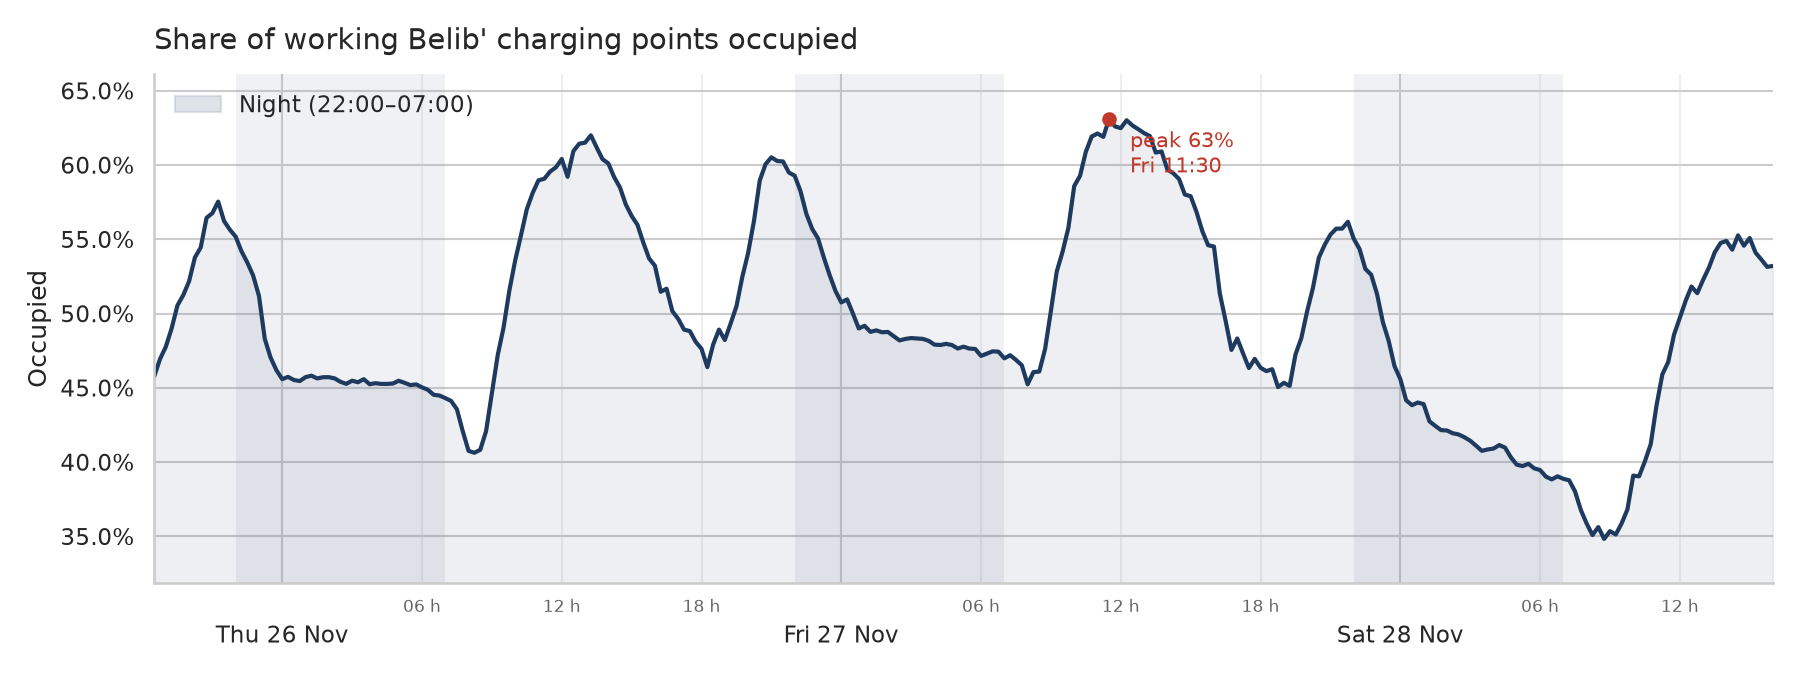 Share of working Belib' charging points occupied
65.0%
60.0%
55.0%
50.0%
45.0%
40.0%
35.0%
Occupied
Night (22:00–07:00)
peak 63%
Fri 11:30
06 h 12 h 18 h 06 h 12 h 18 h 06 h 12 h
Thu 26 Nov Fri 27 Nov Sat 28 Nov